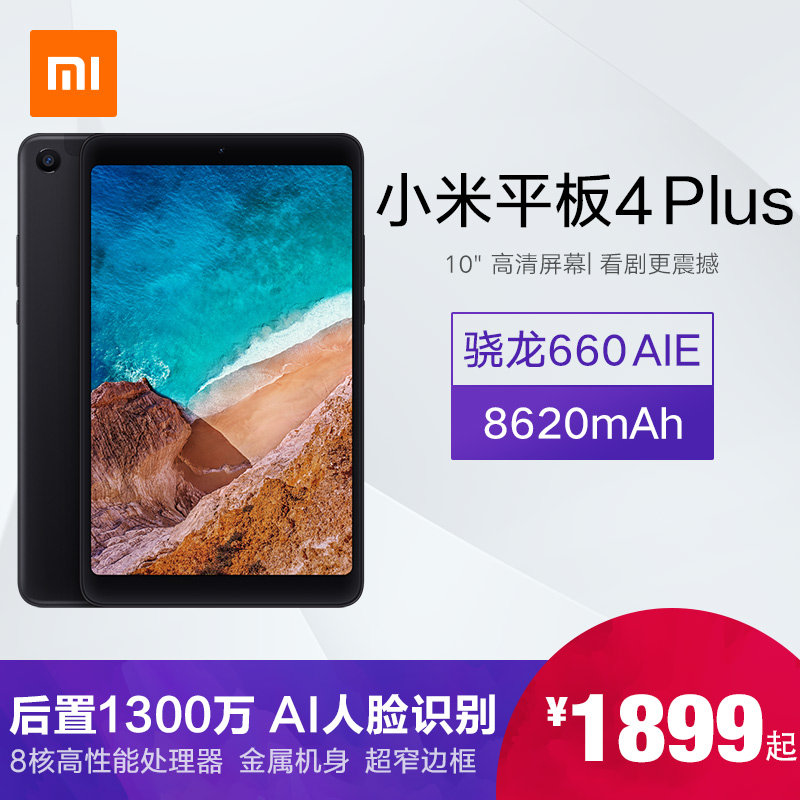 mi
小米平板4 Plus
10" 高清屏幕| 看剧更震撼
骁龙660 AIE
8620mAh
后置1300万 AI人脸识别
8核高性能处理器 金属机身 超窄边框
¥1899起